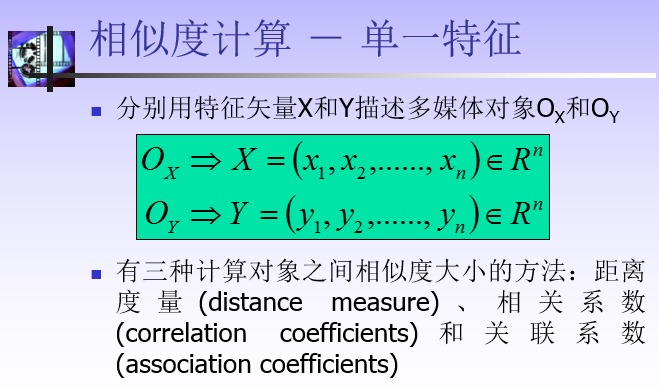 相似度计算 － 单一特征
分别用特征矢量X和Y描述多媒体对象OX和OY
OX ⇒ X = (x1, x2,......, xn) ∈ Rn
OY ⇒ Y = (y1, y2,......, yn) ∈ Rn
有三种计算对象之间相似度大小的方法：距离
度量(distance measure)、相关系数
(correlation coefficients)和关联系数
(association coefficients)